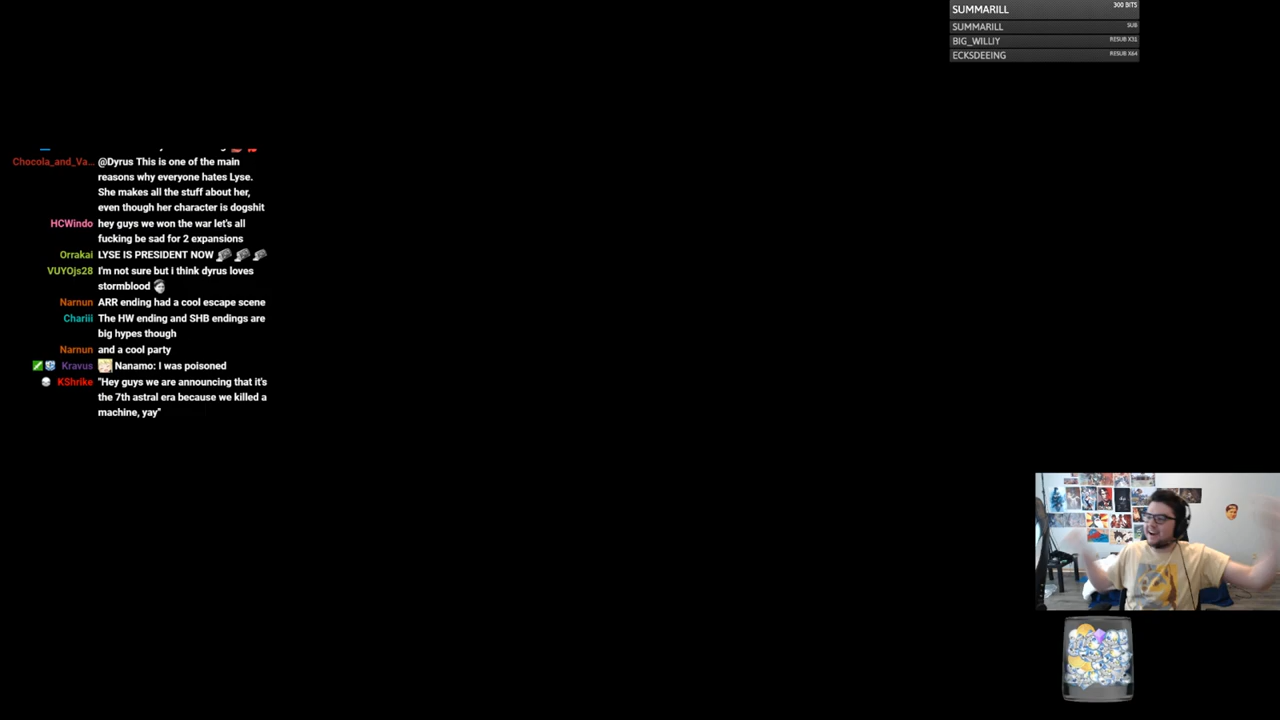 SUMMARILL 300 BITS
SUMMARILL SUB
BIG_WILLIY RESUB X31
ECKSDEEING RESUB X64
Chocola_and_Va... @Dyrus This is one of the main
reasons why everyone hates Lyse.
She makes all the stuff about her,
even though her character is dogshit
HCWindo hey guys we won the war let's all
fucking be sad for 2 expansions
Orrakai LYSE IS PRESIDENT NOW
VUYOjs28 I'm not sure but i think dyrus loves
stormblood
Narnun ARR ending had a cool escape scene
Chariii The HW ending and SHB endings are
big hypes though
Narnun and a cool party
Kravus Nanamo: I was poisoned
KShrike "Hey guys we are announcing that it's
the 7th astral era because we killed a
machine, yay"